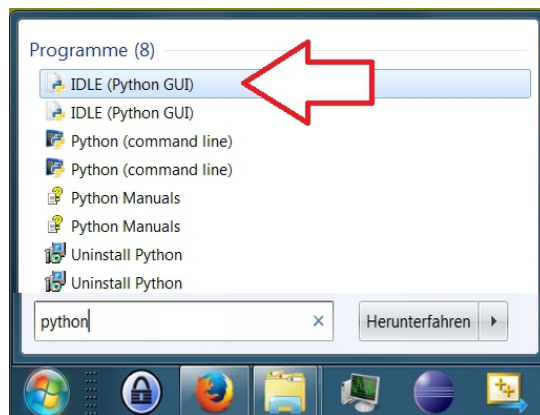 Programme (8)
IDLE (Python GUI)
IDLE (Python GUI)
Python (command line)
Python (command line)
Python Manuals
Python Manuals
Uninstall Python
Uninstall Python
python
Herunterfahren